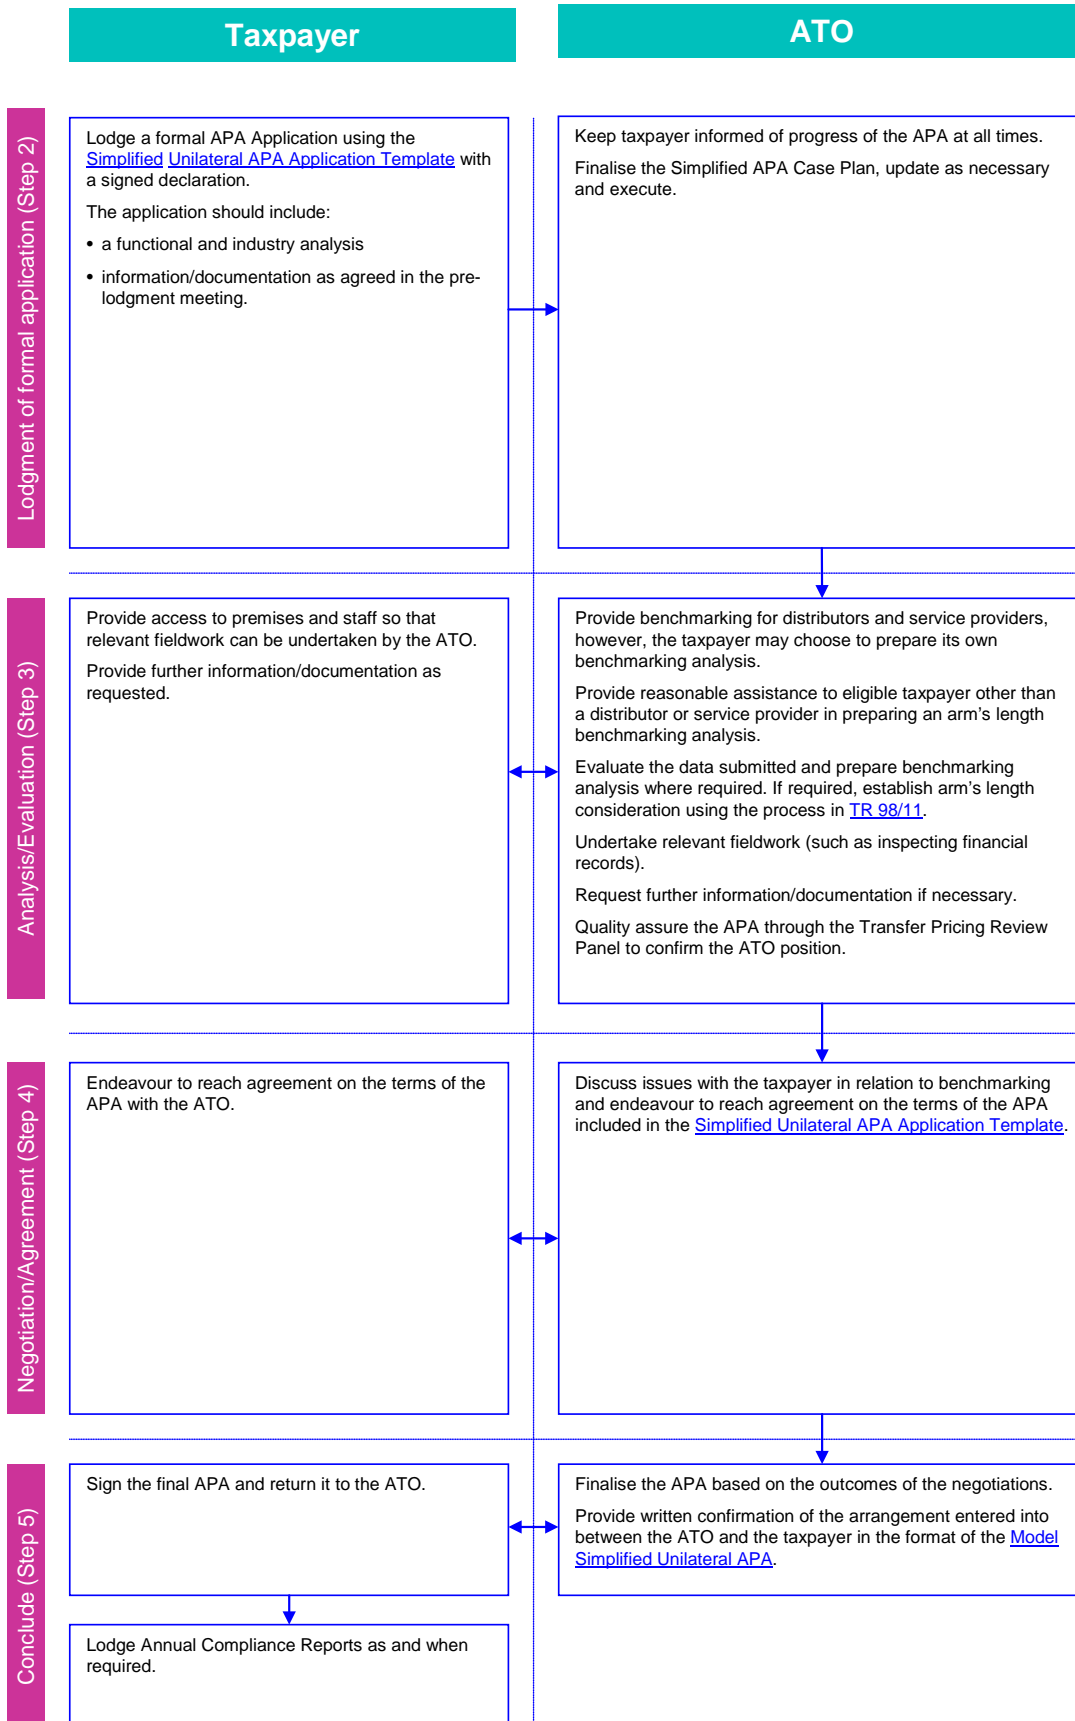 Taxpayer
ATO
Lodgment of formal application (Step 2)
Lodge a formal APA Application using the
Simplified Unilateral APA Application Template with
a signed declaration.
The application should include:
• a functional and industry analysis
• information/documentation as agreed in the pre-
lodgment meeting.
Keep taxpayer informed of progress of the APA at all times.
Finalise the Simplified APA Case Plan, update as necessary
and execute.
Analysis/Evaluation (Step 3)
Provide access to premises and staff so that
relevant fieldwork can be undertaken by the ATO.
Provide further information/documentation as
requested.
Provide benchmarking for distributors and service providers,
however, the taxpayer may choose to prepare its own
benchmarking analysis.
Provide reasonable assistance to eligible taxpayer other than
a distributor or service provider in preparing an arm's length
benchmarking analysis.
Evaluate the data submitted and prepare benchmarking
analysis where required. If required, establish arm's length
consideration using the process in TR 98/11.
Undertake relevant fieldwork (such as inspecting financial
records).
Request further information/documentation if necessary.
Quality assure the APA through the Transfer Pricing Review
Panel to confirm the ATO position.
Negotiation/Agreement (Step 4)
Endeavour to reach agreement on the terms of the
APA with the ATO.
Discuss issues with the taxpayer in relation to benchmarking
and endeavour to reach agreement on the terms of the APA
included in the Simplified Unilateral APA Application Template.
Conclude (Step 5)
Sign the final APA and return it to the ATO.
Finalise the APA based on the outcomes of the negotiations.
Provide written confirmation of the arrangement entered into
between the ATO and the taxpayer in the format of the Model
Simplified Unilateral APA.
Lodge Annual Compliance Reports as and when
required.